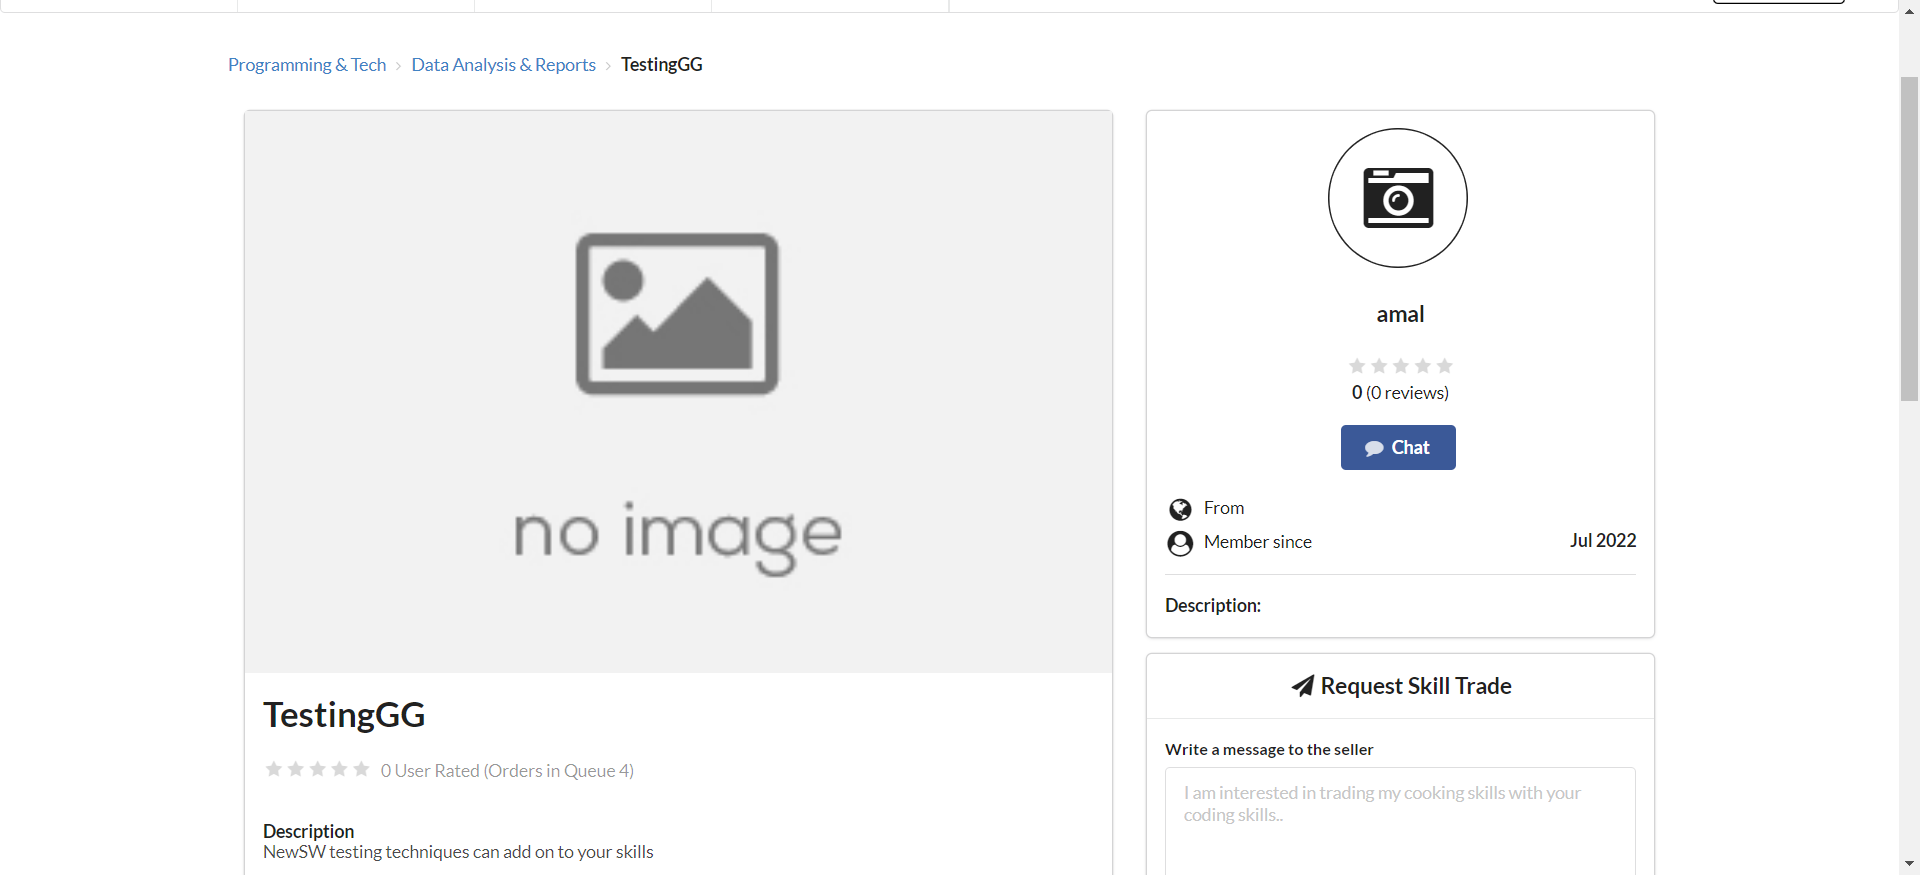 Programming & Tech › Data Analysis & Reports › TestingGG
no image
TestingGG
0 User Rated (Orders in Queue 4)
Description
NewSW testing techniques can add on to your skills
amal
0 (0 reviews)
Chat
From
Member since Jul 2022
Description:
Request Skill Trade
Write a message to the seller
I am interested in trading my cooking skills with your
coding skills..